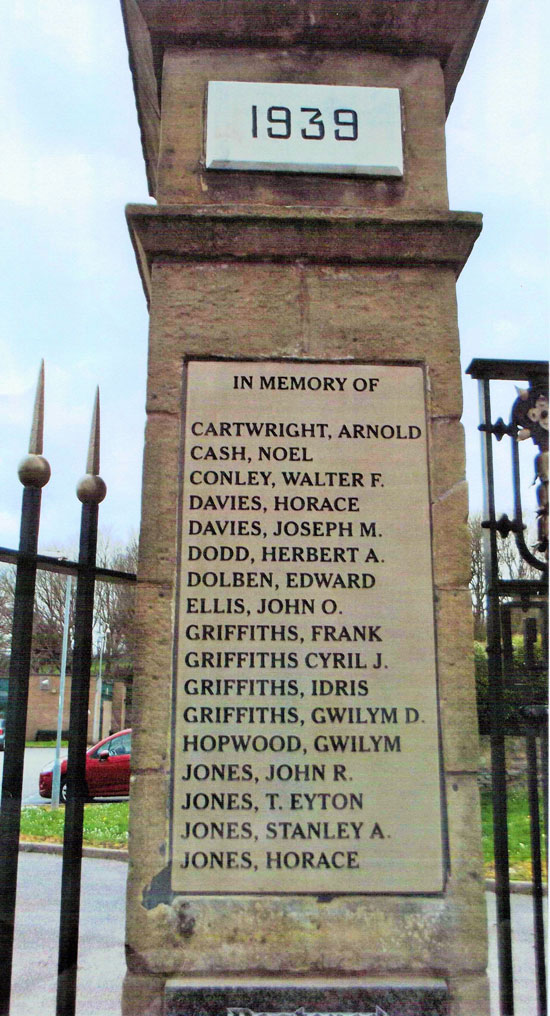 1939
IN MEMORY OF
CARTWRIGHT, ARNOLD
CASH, NOEL
CONLEY, WALTER F.
DAVIES, HORACE
DAVIES, JOSEPH M.
DODD, HERBERT A.
DOLBEN, EDWARD
ELLIS, JOHN O.
GRIFFITHS, FRANK
GRIFFITHS CYRIL J.
GRIFFITHS, IDRIS
GRIFFITHS, GWILYM D.
HOPWOOD, GWILYM
JONES, JOHN R.
JONES, T. EYTON
JONES, STANLEY A.
JONES, HORACE